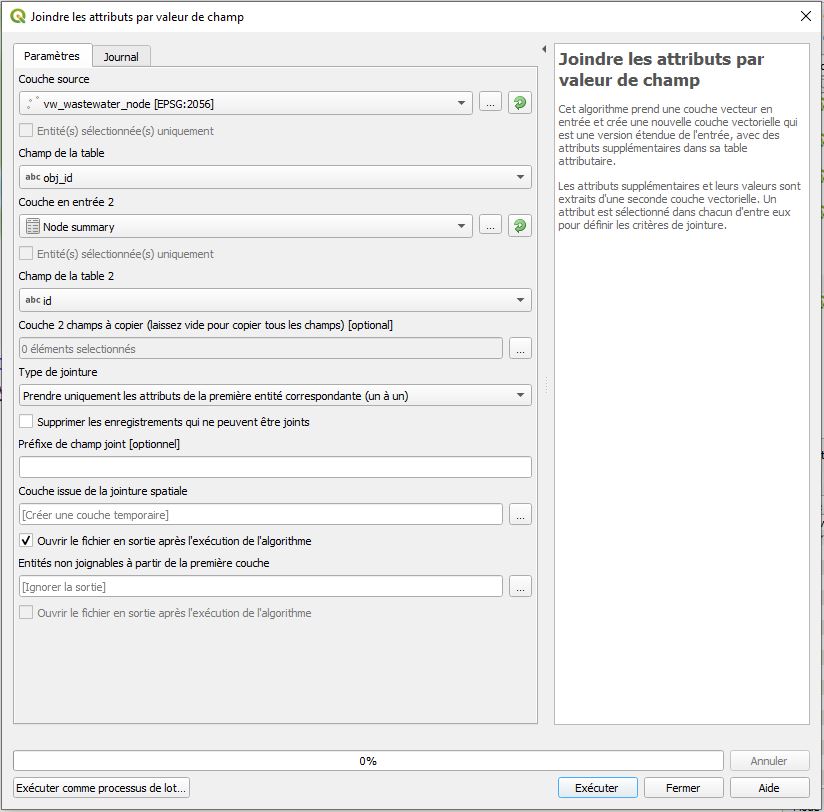 Joindre les attributs par valeur de champ
Paramètres
Journal
Couche source
vw_wastewater_node [EPSG:2056]
...
Entité(s) sélectionnée(s) uniquement
Champ de la table
abc obj_id
Couche en entrée 2
Node summary
...
Entité(s) sélectionnée(s) uniquement
Champ de la table 2
abc id
Couche 2 champs à copier (laissez vide pour copier tous les champs) [optional]
0 éléments selectionnés
...
Type de jointure
Prendre uniquement les attributs de la première entité correspondante (un à un)
Supprimer les enregistrements qui ne peuvent être joints
Préfixe de champ joint [optionnel]
Couche issue de la jointure spatiale
[Créer une couche temporaire]
...
Ouvrir le fichier en sortie après l'exécution de l'algorithme
Entités non joignables à partir de la première couche
[Ignorer la sortie]
...
Ouvrir le fichier en sortie après l'exécution de l'algorithme
Joindre les attributs par
valeur de champ
Cet algorithme prend une couche vecteur en
entrée et crée une nouvelle couche vectorielle qui
est une version étendue de l'entrée, avec des
attributs supplémentaires dans sa table
attributaire.
Les attributs supplémentaires et leurs valeurs sont
extraits d'une seconde couche vectorielle. Un
attribut est sélectionné dans chacun d'entre eux
pour définir les critères de jointure.
0%
Annuler
Exécuter comme processus de lot...
Exécuter
Fermer
Aide